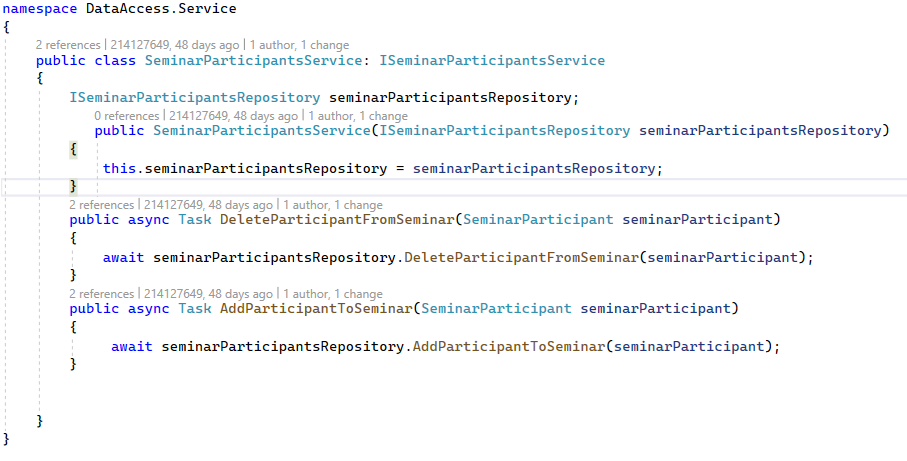 namespace DataAccess.Service
{
2 references | 214127649, 48 days ago | 1 author, 1 change
public class SeminarParticipantsService: ISeminarParticipantsService
{
ISeminarParticipantsRepository seminarParticipantsRepository;
0 references | 214127649, 48 days ago | 1 author, 1 change
public SeminarParticipantsService(ISeminarParticipantsRepository seminarParticipantsRepository)
{
this.seminarParticipantsRepository = seminarParticipantsRepository;
}
2 references | 214127649, 48 days ago | 1 author, 1 change
public async Task DeleteParticipantFromSeminar(SeminarParticipant seminarParticipant)
{
await seminarParticipantsRepository.DeleteParticipantFromSeminar(seminarParticipant);
}
2 references | 214127649, 48 days ago | 1 author, 1 change
public async Task AddParticipantToSeminar(SeminarParticipant seminarParticipant)
{
await seminarParticipantsRepository.AddParticipantToSeminar(seminarParticipant);
}
}
}